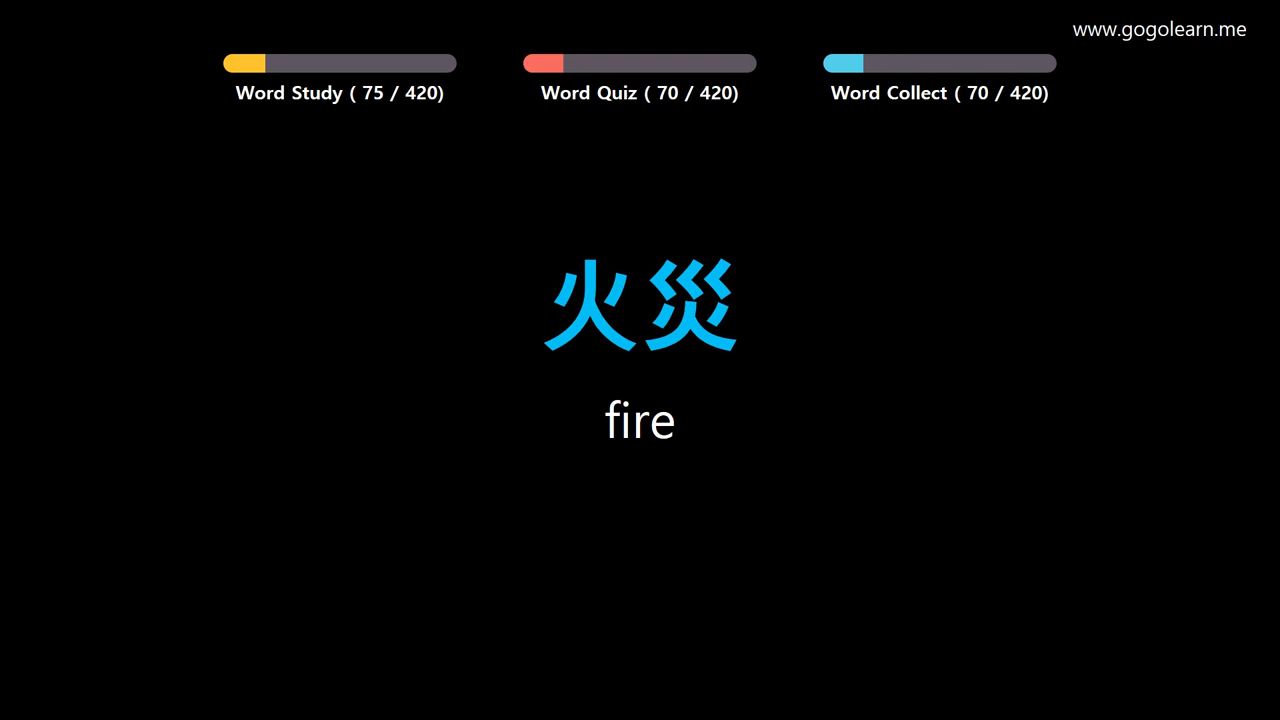 www.gogolearn.me
Word Study ( 75 / 420)
Word Quiz ( 70 / 420)
Word Collect ( 70 / 420)
火災
fire